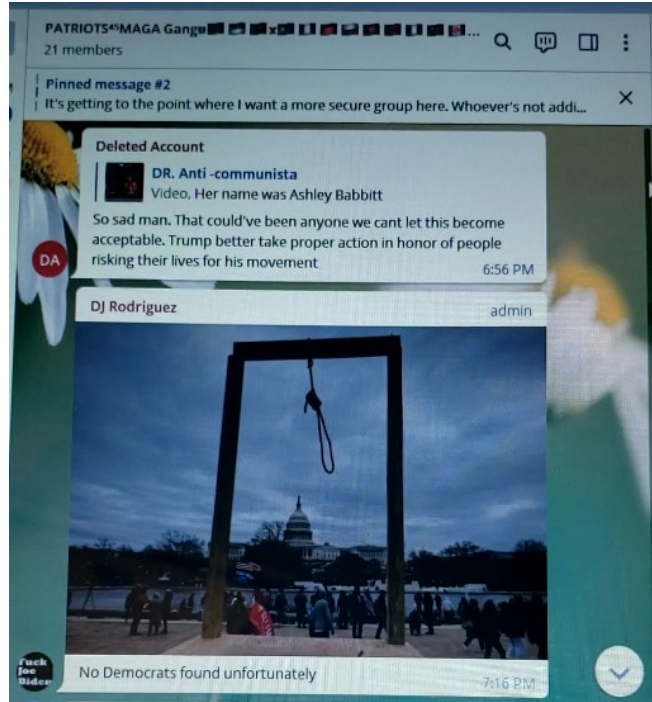 PATRIOTS⁴⁵MAGA Gang
21 members
Pinned message #2
It's getting to the point where I want a more secure group here. Whoever's not addi...
Deleted Account
DR. Anti -communista
Video, Her name was Ashley Babbitt
So sad man. That could've been anyone we cant let this become
acceptable. Trump better take proper action in honor of people
risking their lives for his movement
DA
6:56 PM
DJ Rodriguez
admin
Fuck
Joe
Biden
No Democrats found unfortunately
7:16 PM